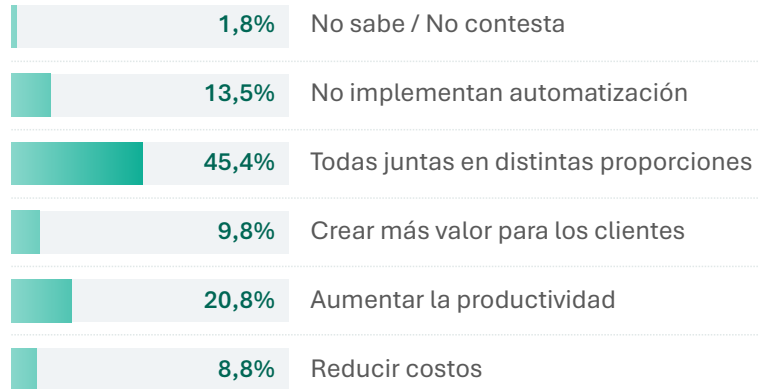 1,8% No sabe / No contesta
13,5% No implementan automatización
45,4% Todas juntas en distintas proporciones
9,8% Crear más valor para los clientes
20,8% Aumentar la productividad
8,8% Reducir costos